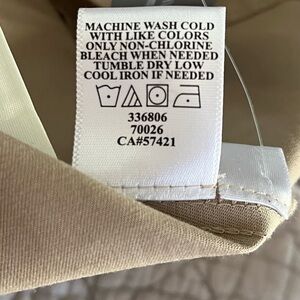 MACHINE WASH COLD
WITH LIKE COLORS
ONLY NON-CHLORINE
BLEACH WHEN NEEDED
TUMBLE DRY LOW
COOL IRON IF NEEDED
336806
70026
CA#57421